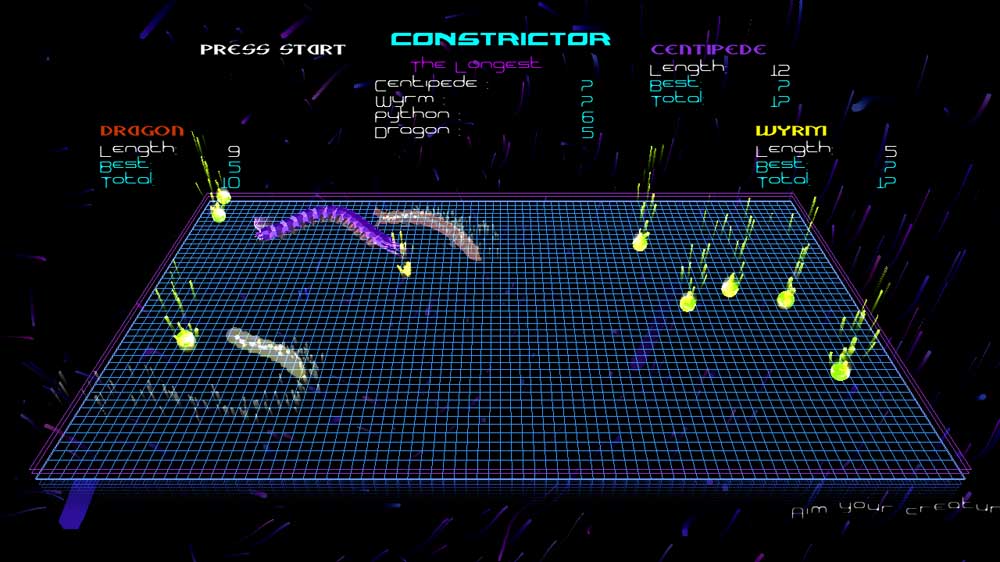 CONSTRICTOR
PRESS START
CENTIPEDE
The Longest
Length: 12
Centipede : 7
Best: 7
Wyrm : 7
Total: 17
python : 6
Dragon : 5
DRAGON
Length: 9
Best: 5
Total: 10
WYRM
Length: 5
Best: 7
Total: 17
Aim your creatur